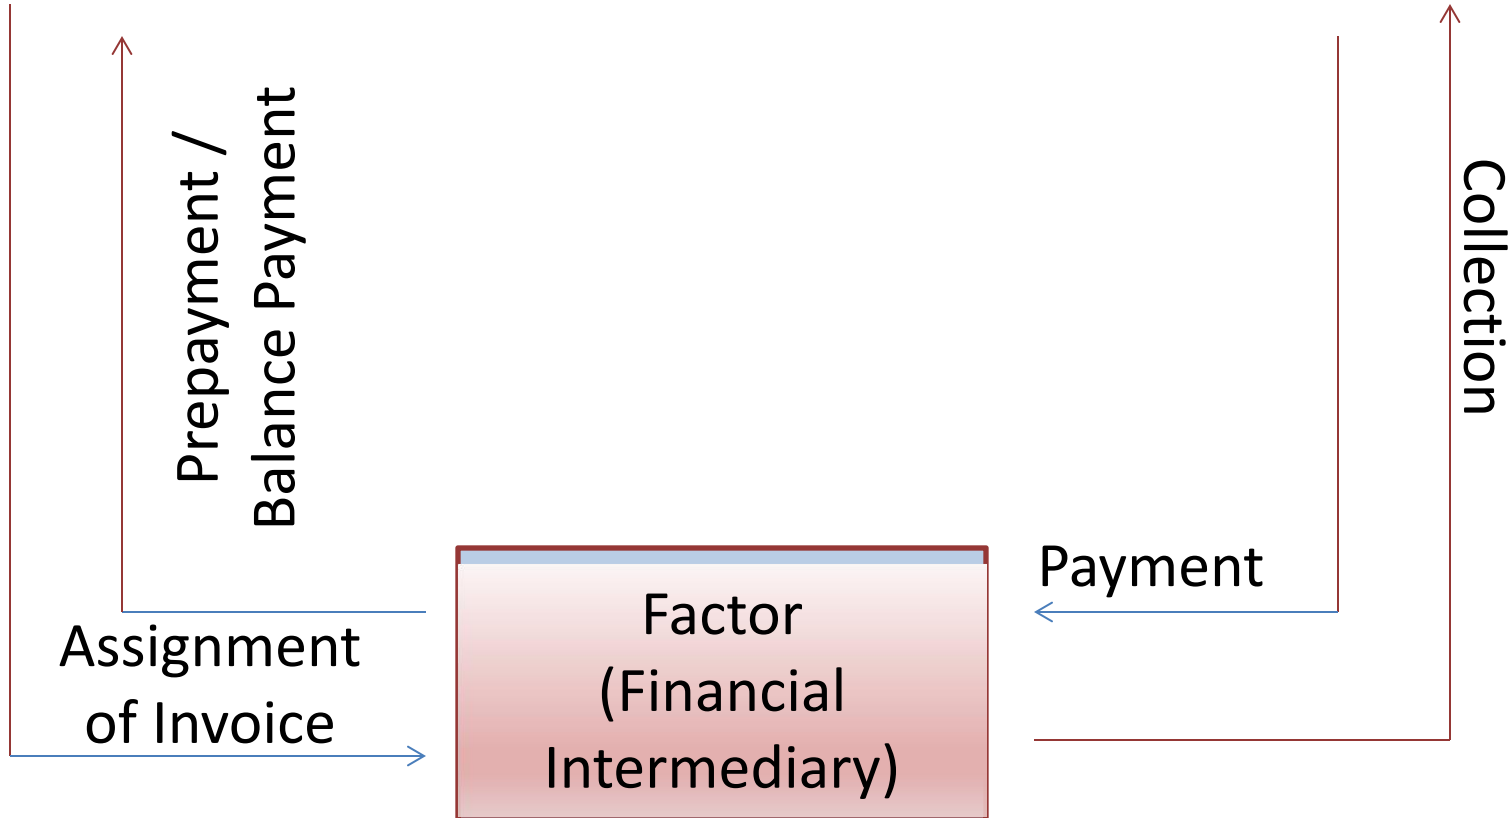 Prepayment /
Balance Payment
Collection
Payment
Assignment
of Invoice
Factor
(Financial
Intermediary)